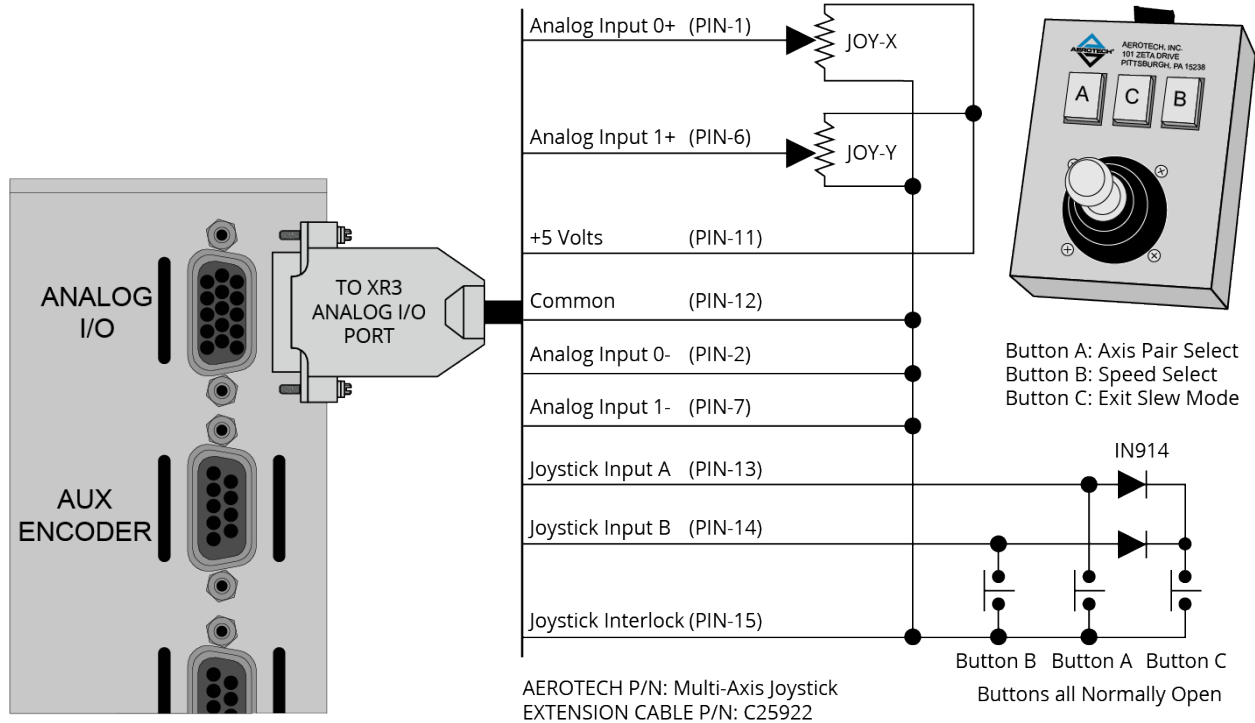 Analog Input 0+ (PIN-1)
JOY-X
Analog Input 1+ (PIN-6)
JOY-Y
+5 Volts (PIN-11)
Common (PIN-12)
Analog Input 0- (PIN-2)
Analog Input 1- (PIN-7)
Joystick Input A (PIN-13)
Joystick Input B (PIN-14)
Joystick Interlock (PIN-15)
ANALOG
I/O
TO XR3
ANALOG I/O
PORT
AUX
ENCODER
AEROTECH
AEROTECH, INC.
101 ZETA DRIVE
PITTSBURGH, PA 15238
A C B
Button A: Axis Pair Select
Button B: Speed Select
Button C: Exit Slew Mode
IN914
Button B Button A Button C
Buttons all Normally Open
AEROTECH P/N: Multi-Axis Joystick
EXTENSION CABLE P/N: C25922